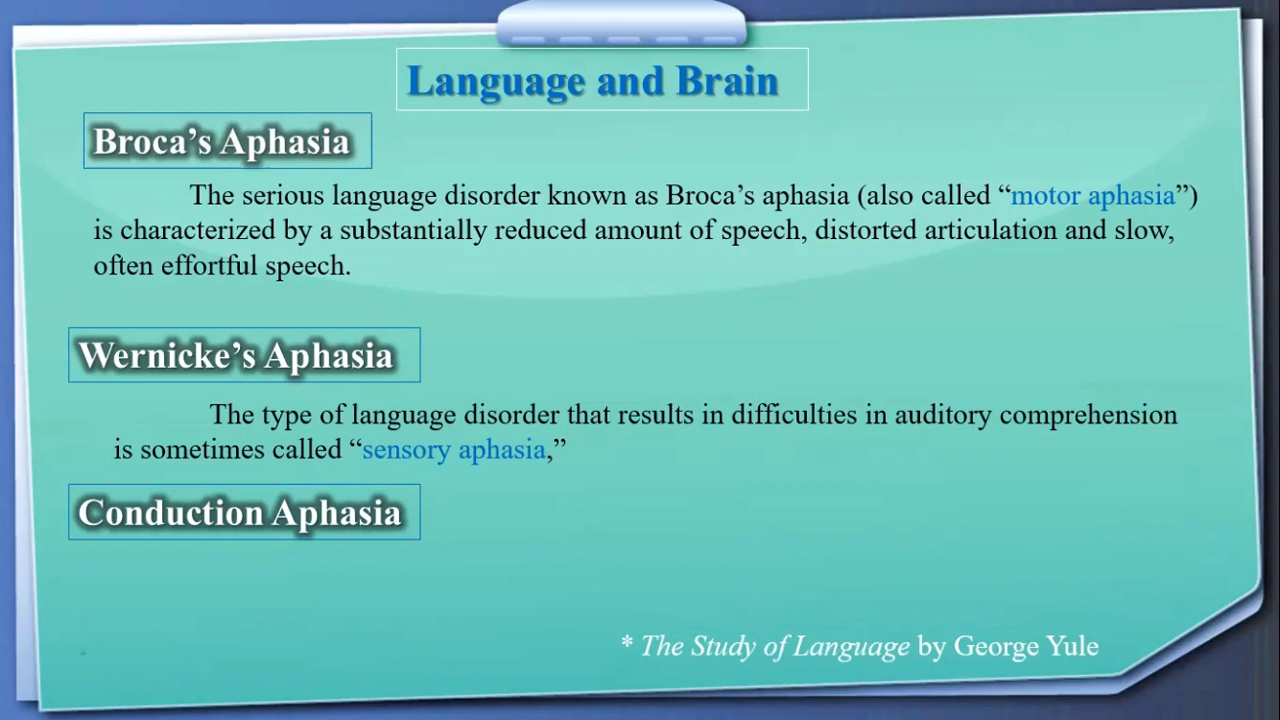 Language and Brain
Broca’s Aphasia
The serious language disorder known as Broca’s aphasia (also called “motor aphasia”)
is characterized by a substantially reduced amount of speech, distorted articulation and slow,
often effortful speech.
Wernicke’s Aphasia
The type of language disorder that results in difficulties in auditory comprehension
is sometimes called “sensory aphasia,”
Conduction Aphasia
* The Study of Language by George Yule